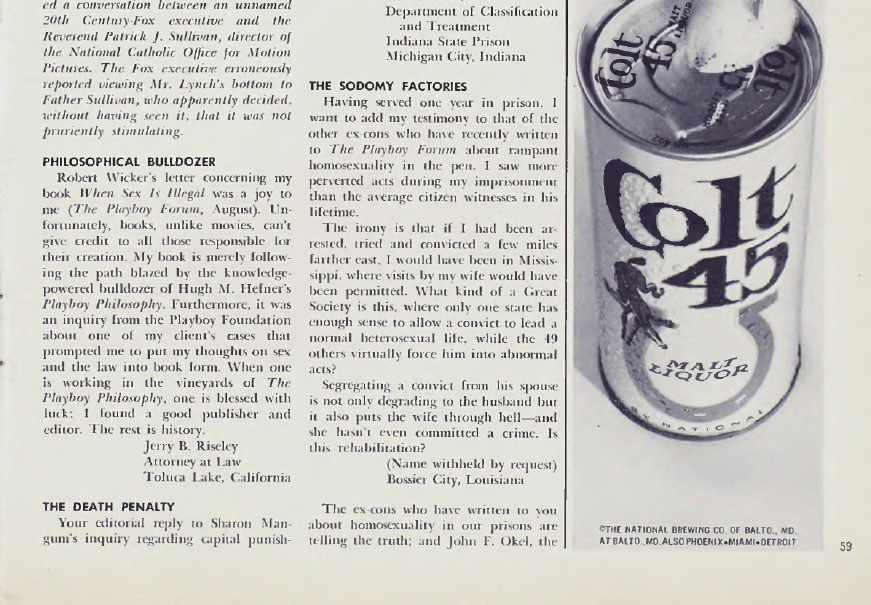 ed a conversation between an unnamed
20th Century-Fox executive and the
Reverend Patrick J. Sullivan, director of
the National Catholic Office for Motion
Pictures. The Fox executive erroneously
reported viewing Mr. Lynch's bottom to
Father Sullivan, who apparently decided,
without having seen it, that it was not
pruriently stimulating.
PHILOSOPHICAL BULLDOZER
Robert Wicker's letter concerning my
book When Sex Is Illegal was a joy to
me (The Playboy Forum, August). Un-
fortunately, books, unlike movies, can't
give credit to all those responsible for
their creation. My book is merely follow-
ing the path blazed by the knowledge-
powered bulldozer of Hugh M. Hefner's
Playboy Philosophy. Furthermore, it was
an inquiry from the Playboy Foundation
about one of my client's cases that
prompted me to put my thoughts on sex
and the law into book form. When one
is working in the vineyards of The
Playboy Philosophy, one is blessed with
luck: I found a good publisher and
editor. The rest is history.
Jerry B. Riseley
Attorney at Law
Toluca Lake, California
THE DEATH PENALTY
Your editorial reply to Sharon Man-
gum's inquiry regarding capital punish-
Department of Classification
and Treatment
Indiana State Prison
Michigan City, Indiana
THE SODOMY FACTORIES
Having served one year in prison, I
want to add my testimony to that of the
other ex-cons who have recently written
to The Playboy Forum about rampant
homosexuality in the pen. I saw more
perverted acts during my imprisonment
than the average citizen witnesses in his
lifetime.
The irony is that if I had been ar-
rested, tried and convicted a few miles
farther east, I would have been in Missis-
sippi, where visits by my wife would have
been permitted. What kind of a Great
Society is this, where only one state has
enough sense to allow a convict to lead a
normal heterosexual life, while the 49
others virtually force him into abnormal
acts?
Segregating a convict from his spouse
is not only degrading to the husband but
it also puts the wife through hell—and
she hasn't even committed a crime. Is
this rehabilitation?
(Name withheld by request)
Bossier City, Louisiana
The ex-cons who have written to you
about homosexuality in our prisons are
telling the truth; and John F. Okel, the
Colt
45
MALT
LIQUOR
Colt
45
Colt
45
MALT
LIQUOR
NATIONAL
©THE NATIONAL BREWING CO. OF BALTO., MD.
AT BALTO., MD. ALSO PHOENIX•MIAMI•DETROIT
59